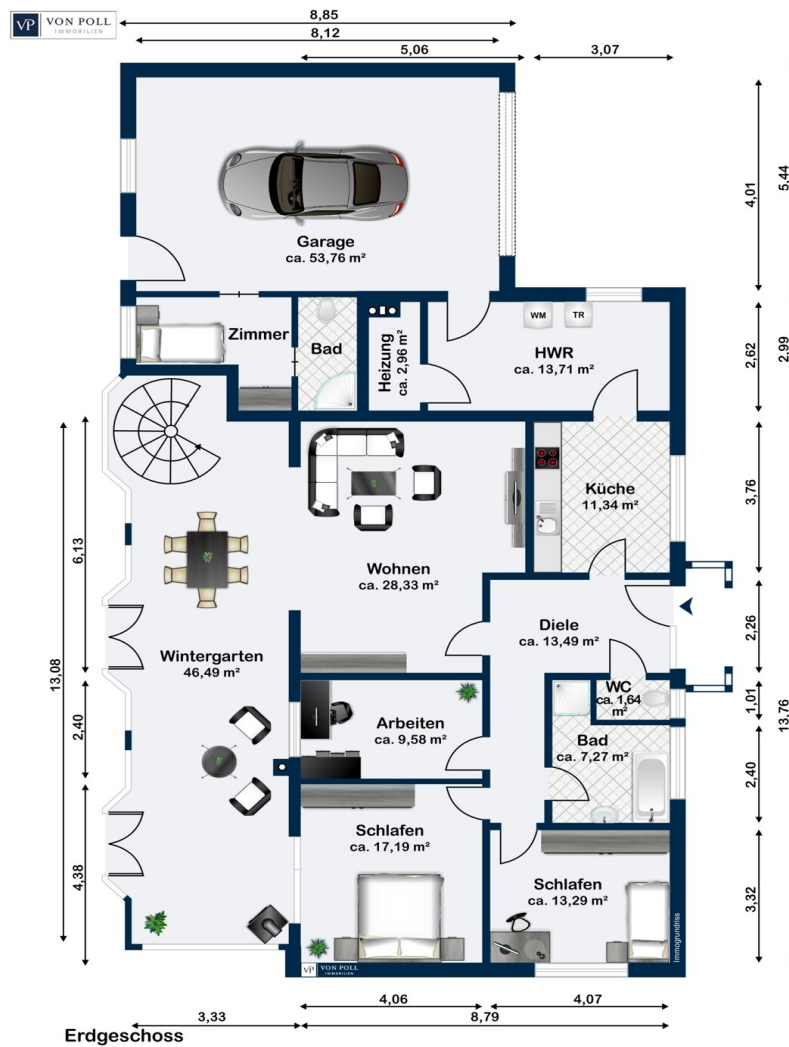 VP VON POLL
IMMOBILIEN
8,85
8,12
5,06
3,07
4,01
5.44
Garage
ca. 53,76 m²
Zimmer
Bad
Heizung
ca. 2,96 m²
WM
TR
HWR
ca. 13,71 m²
2,62
2.99
Küche
11,34 m²
3,76
Wohnen
ca. 28,33 m²
6,13
13,08
Wintergarten
46,49 m²
Diele
ca. 13,49 m²
2,26
WC
ca. 1,64
m²
1,01
13.76
Arbeiten
ca. 9,58 m²
2,40
Bad
ca. 7,27 m²
2,40
Schlafen
ca. 17,19 m²
4,38
Schlafen
ca. 13,29 m²
3,32
Immogrundriss
VP VON POLL
IMMOBILIEN
4,06
4,07
3,33
8,79
Erdgeschoss